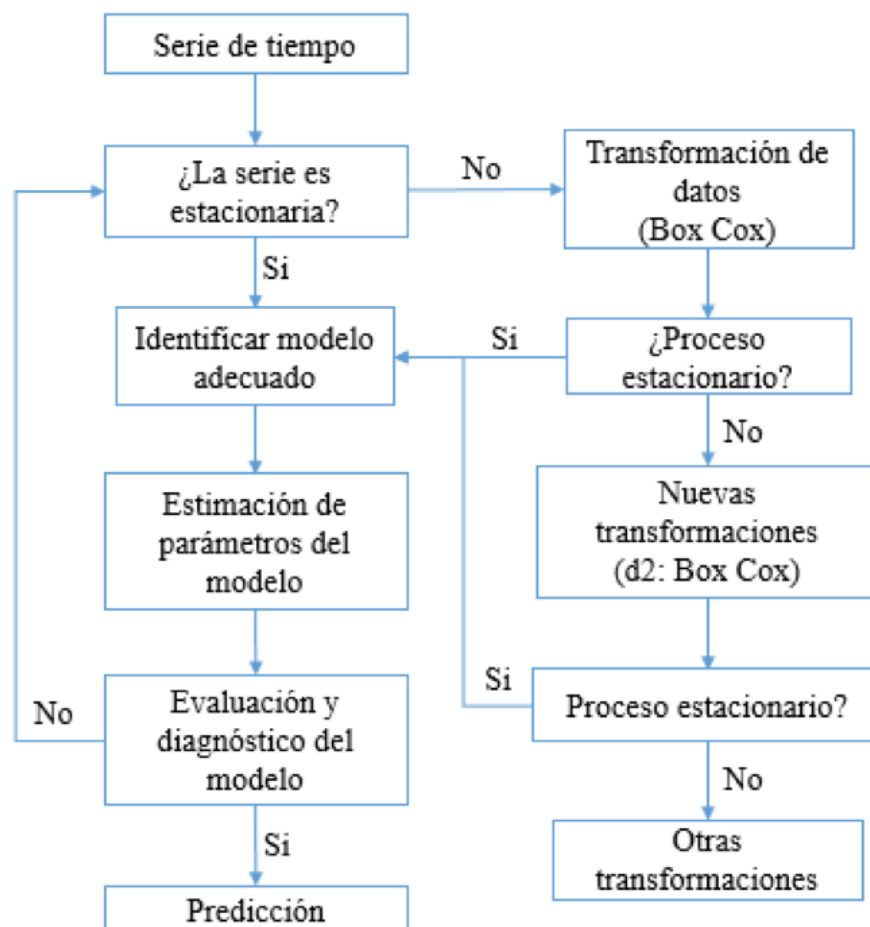 Serie de tiempo
¿La serie es
estacionaria?
No
Transformación de
datos
(Box Cox)
Si
Identificar modelo
adecuado
Si
¿Proceso
estacionario?
No
Estimación de
parámetros del
modelo
Nuevas
transformaciones
(d2: Box Cox)
No
Evaluación y
diagnóstico del
modelo
Si
Proceso estacionario?
No
Si
Otras
transformaciones
Predicción